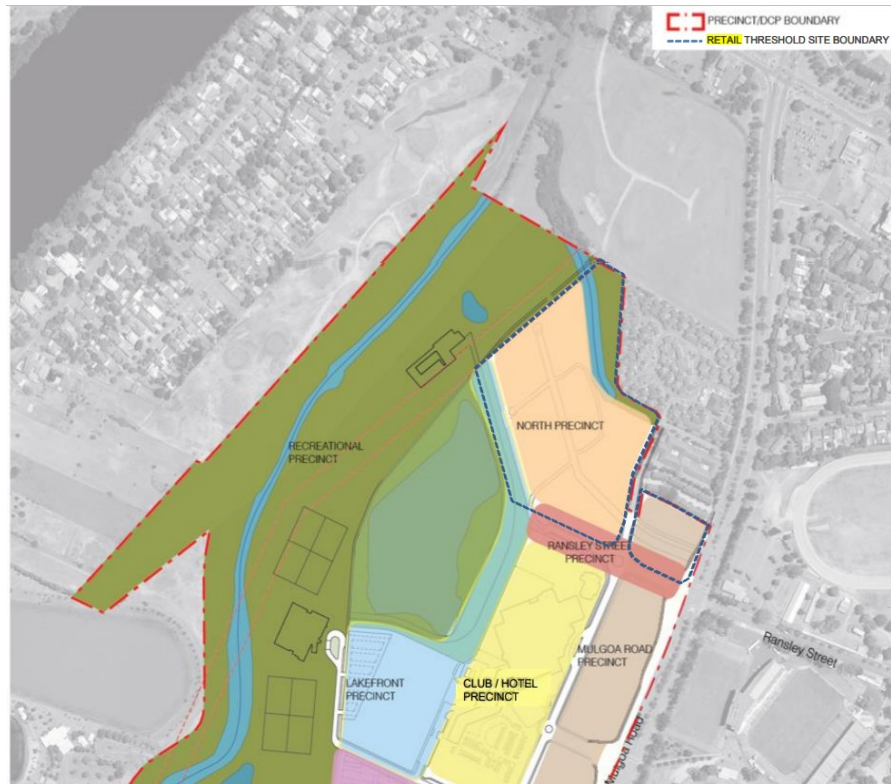 PRECINCT/DCP BOUNDARY
RETAIL THRESHOLD SITE BOUNDARY
NORTH PRECINCT
RECREATIONAL
PRECINCT
RANSLEY STREET
PRECINCT
Ransley Street
MULGOA ROAD
PRECINCT
LAKEFRONT
PRECINCT
CLUB / HOTEL
PRECINCT
Mulgoa Road